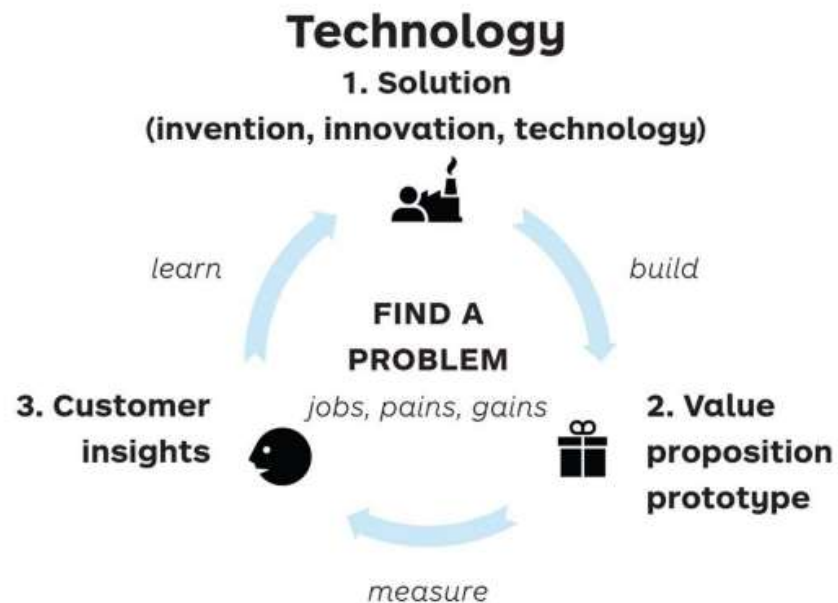 Technology
1. Solution
(invention, innovation, technology)
learn
build
FIND A
PROBLEM
jobs, pains, gains
3. Customer
insights
2. Value
proposition
prototype
measure